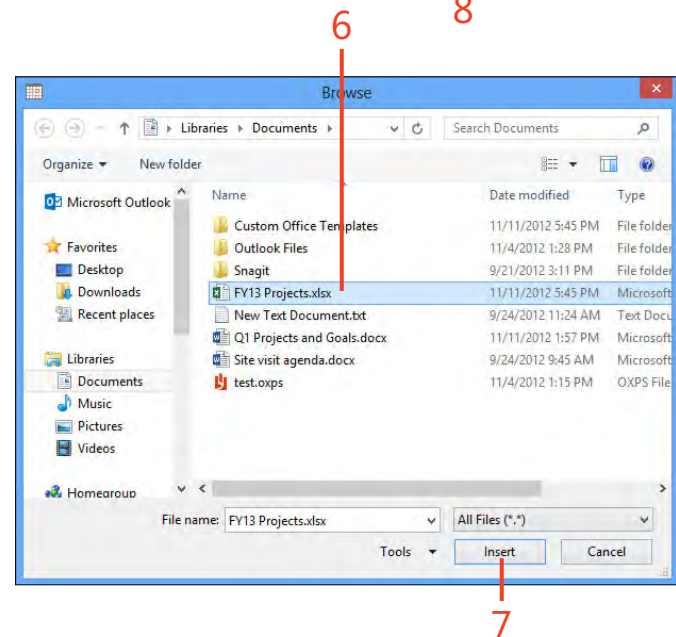 6 8
Browse
Libraries Documents Search Documents
Organize New folder
Name Date modified Type
Microsoft Outlook
Custom Office Templates 11/11/2012 5:45 PM File folder
Favorites Outlook Files 11/4/2012 1:28 PM File folder
Desktop Snagit 9/21/2012 3:11 PM File folder
Downloads FY13 Projects.xlsx 11/11/2012 5:45 PM Microsoft
Recent places New Text Document.txt 9/24/2012 11:24 AM Text Docu
Q1 Projects and Goals.docx 11/11/2012 1:57 PM Microsoft
Libraries Site visit agenda.docx 9/24/2012 9:45 AM Microsoft
Documents test.oxps 11/4/2012 1:15 PM OXPS File
Music
Pictures
Videos
Homegroup
File name: FY13 Projects.xlsx All Files (*.*)
Tools Insert Cancel
7